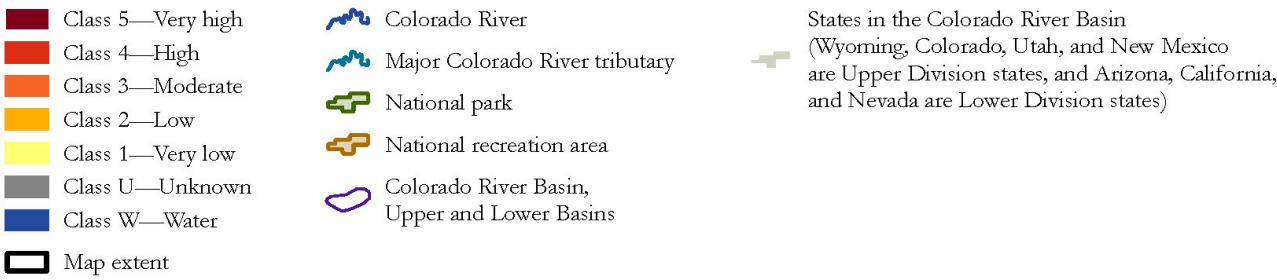 Class 5—Very high
Class 4—High
Class 3—Moderate
Class 2—Low
Class 1—Very low
Class U—Unknown
Class W—Water
Map extent
Colorado River
Major Colorado River tributary
National park
National recreation area
Colorado River Basin,
Upper and Lower Basins
States in the Colorado River Basin
(Wyoming, Colorado, Utah, and New Mexico
are Upper Division states, and Arizona, California,
and Nevada are Lower Division states)